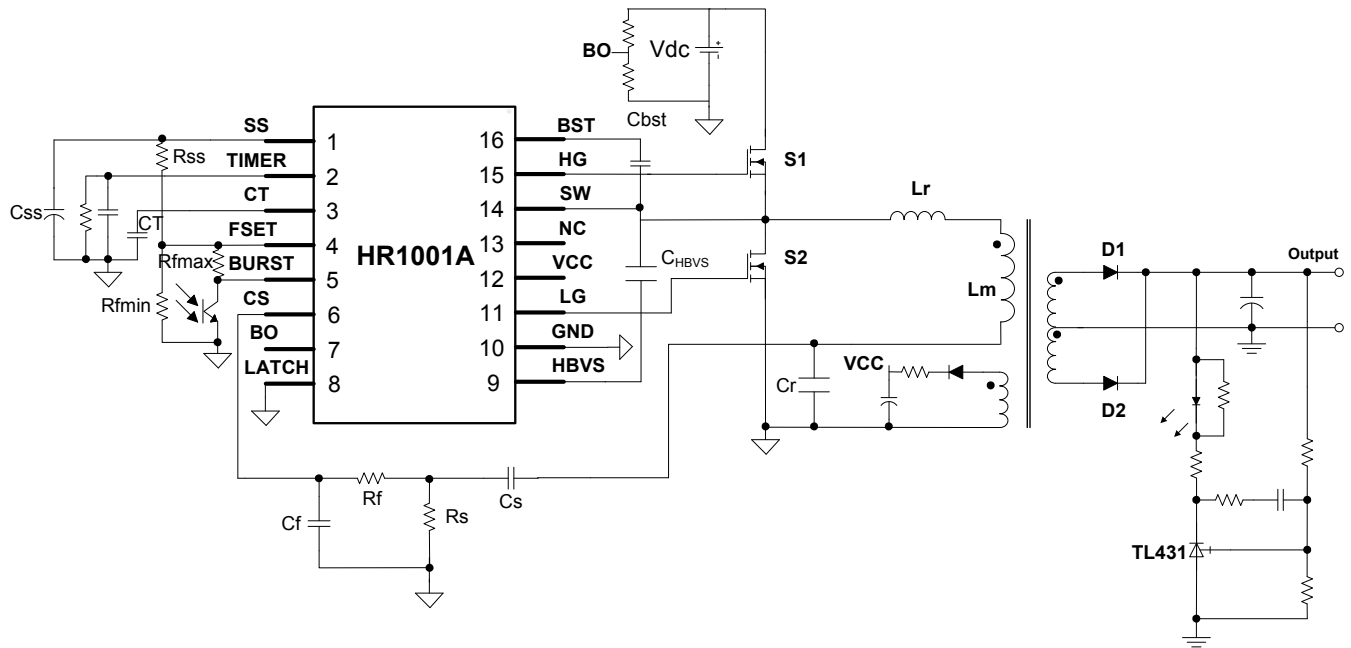 BO
Vdc
+
Cbst
SS
1
16
BST
Rss
TIMER
2
15
HG
S1
CT
3
14
SW
Lr
Css
CT
FSET
4
13
NC
HR1001A
Rfmax
BURST
5
12
VCC
CHBVS
S2
Rfmin
CS
6
11
LG
Lm
BO
7
10
GND
LATCH
8
9
HBVS
Cr
VCC
D1
Output
D2
Rf
Cs
Cf
Rs
TL431